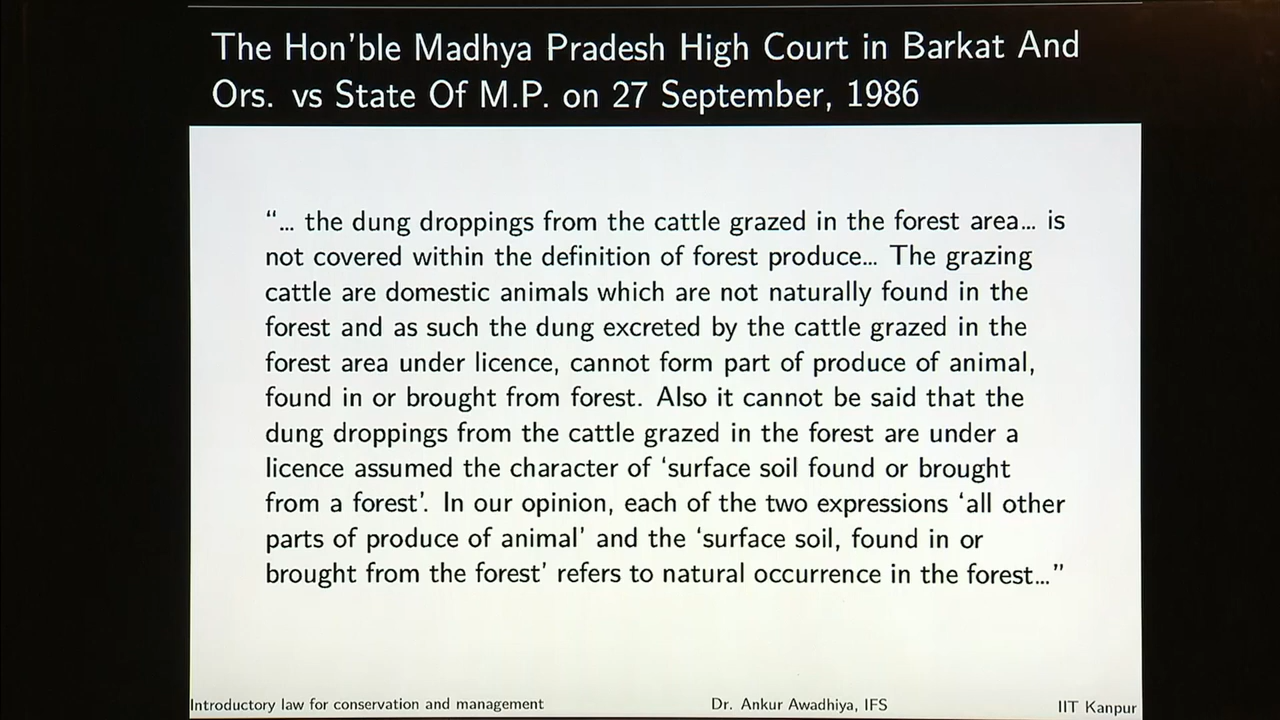 The Hon'ble Madhya Pradesh High Court in Barkat And
Ors. vs State Of M.P. on 27 September, 1986
“... the dung droppings from the cattle grazed in the forest area... is
not covered within the definition of forest produce... The grazing
cattle are domestic animals which are not naturally found in the
forest and as such the dung excreted by the cattle grazed in the
forest area under licence, cannot form part of produce of animal,
found in or brought from forest. Also it cannot be said that the
dung droppings from the cattle grazed in the forest are under a
licence assumed the character of ‘surface soil found or brought
from a forest’. In our opinion, each of the two expressions ‘all other
parts of produce of animal’ and the ‘surface soil, found in or
brought from the forest’ refers to natural occurrence in the forest...”
Introductory law for conservation and management Dr. Ankur Awadhiya, IFS IIT Kanpur